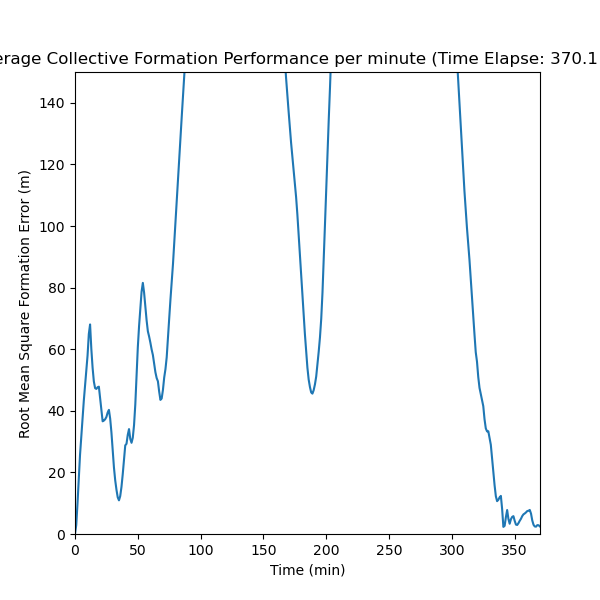 erage Collective Formation Performance per minute (Time Elapse: 370.1
140
120
100
80
60
40
20
0
Root Mean Square Formation Error (m)
0 50 100 150 200 250 300 350
Time (min)